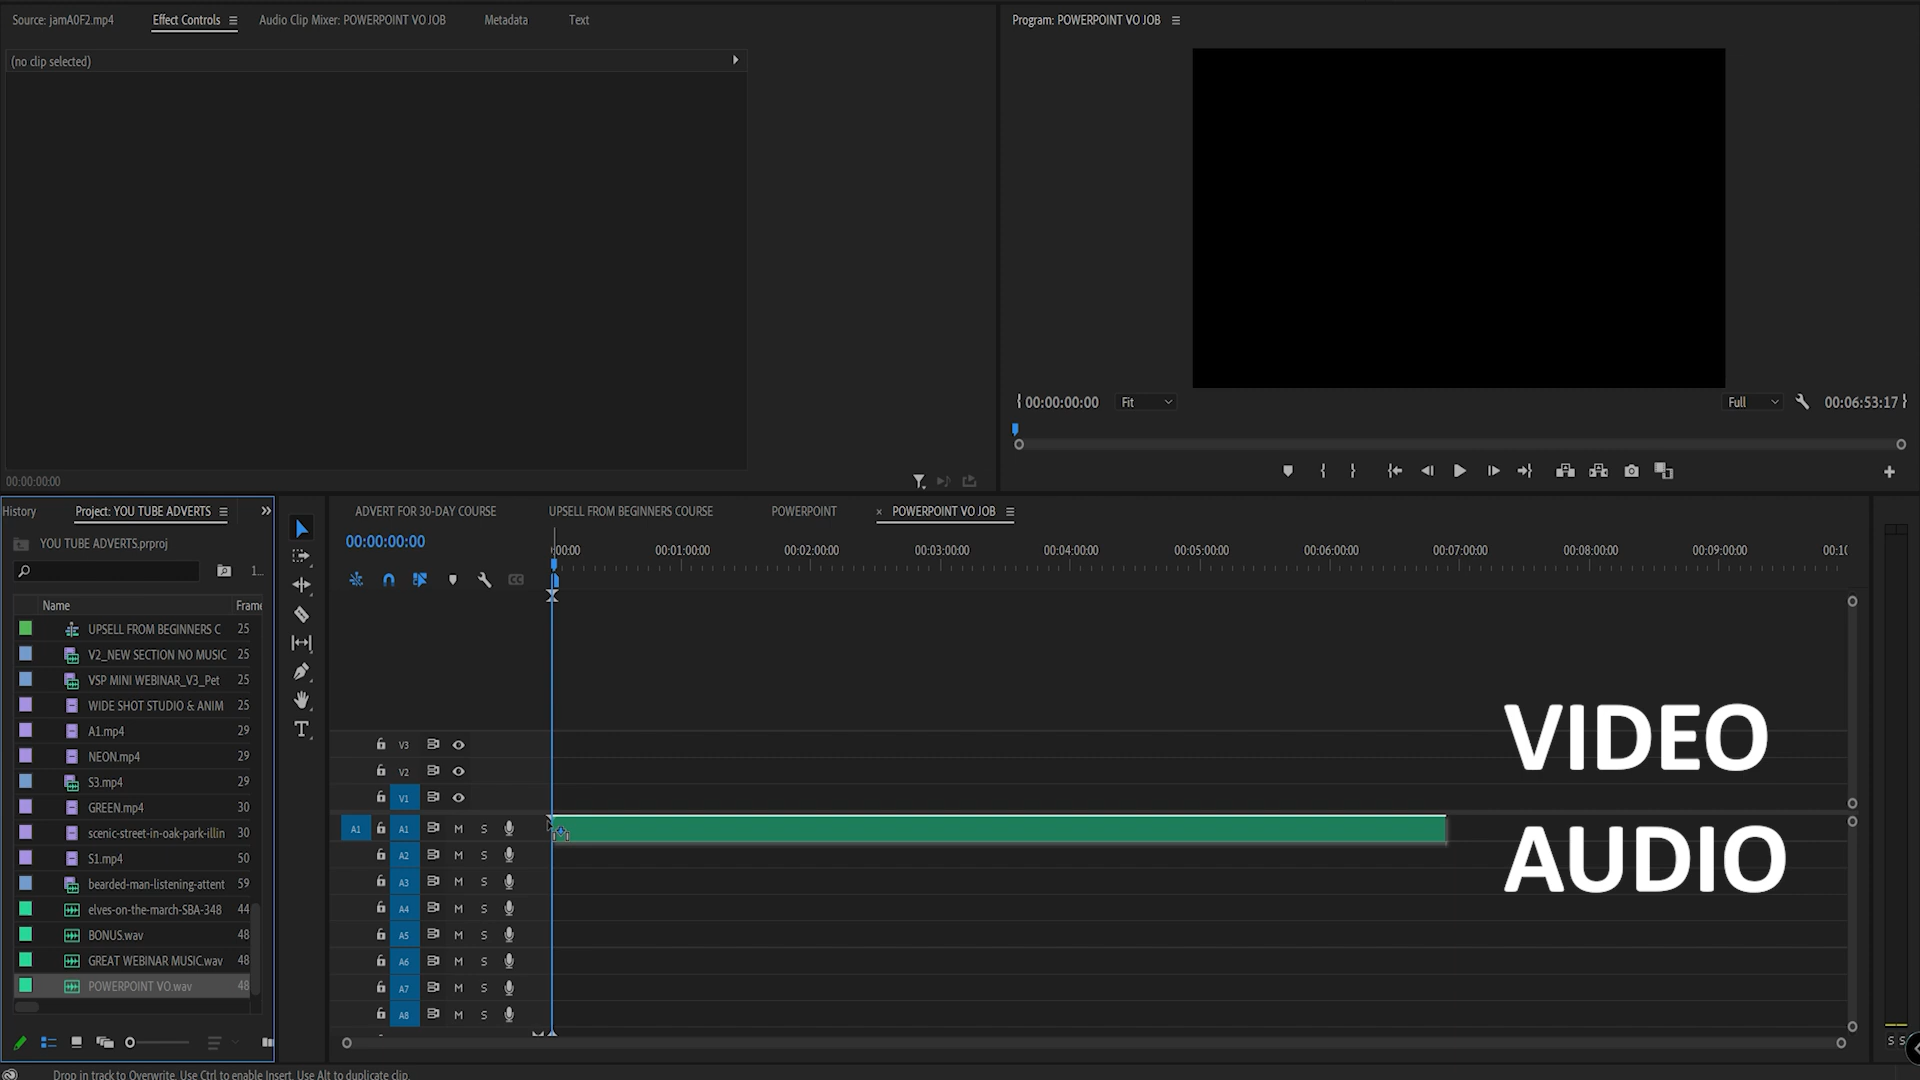 Source: jamA0F2.mp4
Effect Controls
Audio Clip Mixer: POWERPOINT VO JOB
Metadata
Text
Program: POWERPOINT VO JOB
(no clip selected)
00:00:00:00
Fit
Full
00:06:53:17
00:00:00:00
History
Project: YOU TUBE ADVERTS
ADVERT FOR 30-DAY COURSE
UPSELL FROM BEGINNERS COURSE
POWERPOINT
× POWERPOINT VO JOB
YOU TUBE ADVERTS.prproj
00:00:00:00
:00:00
00:01:00:00
00:02:00:00
00:03:00:00
00:04:00:00
00:05:00:00
00:06:00:00
00:07:00:00
00:08:00:00
00:09:00:00
00:10
1...
CC
Name
Frame
UPSELL FROM BEGINNERS C 25
V2_NEW SECTION NO MUSIC 25
VSP MINI WEBINAR_V3_Pet 25
WIDE SHOT STUDIO & ANIM 25
A1.mp4 29
NEON.mp4 29
S3.mp4 29
GREEN.mp4 30
scenic-street-in-oak-park-illin 30
S1.mp4 50
bearded-man-listening-attent 59
elves-on-the-march-SBA-348 44
BONUS.wav 48
GREAT WEBINAR MUSIC.wav 48
POWERPOINT VO.wav 48
T
V3
V2
V1
A1 A1 M S
A2 M S
A3 M S
A4 M S
A5 M S
A6 M S
A7 M S
A8 M S
VIDEO
AUDIO
S S
Drop in track to Overwrite. Use Ctrl to enable Insert. Use Alt to duplicate clip.